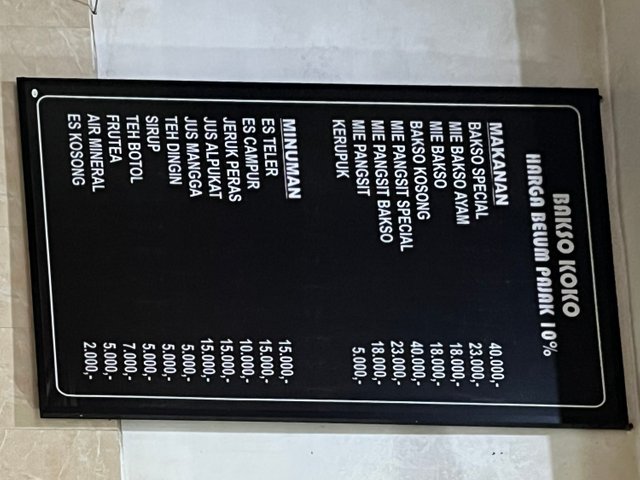 BAKSO KOKO
HARGA BELUM PAJAK 10%
MAKANAN
BAKSO SPECIAL 40.000,-
MIE BAKSO AYAM 23.000,-
MIE BAKSO 18.000,-
BAKSO KOSONG 18.000,-
MIE PANGSIT SPECIAL 40.000,-
MIE PANGSIT BAKSO 23.000,-
MIE PANGSIT 18.000,-
KERUPUK 5.000,-
MINUMAN
ES TELER 15.000,-
ES CAMPUR 15.000,-
JERUK PERAS 10.000,-
JUS ALPUKAT 15.000,-
JUS MANGGA 15.000,-
TEH DINGIN 5.000,-
SIRUP 5.000,-
TEH BOTOL 5.000,-
FRUTEA 7.000,-
AIR MINERAL 5.000,-
ES KOSONG 2.000,-